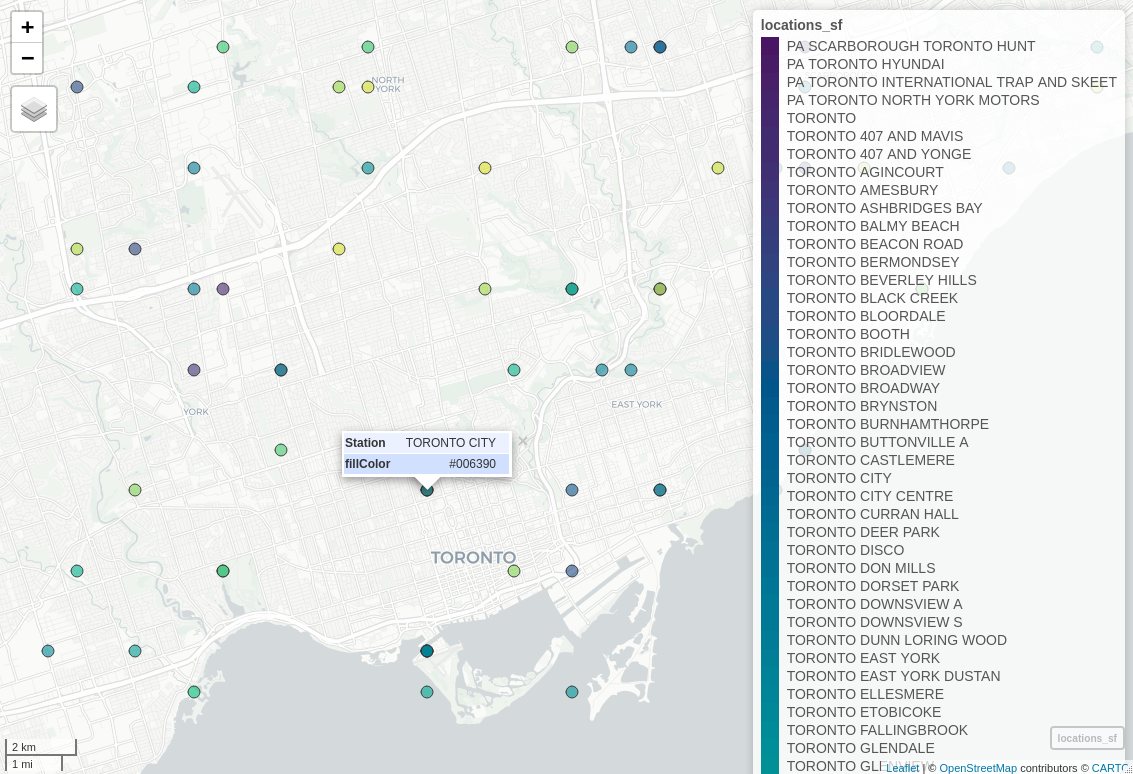 +
−
2 km
1 mi
NORTH
YORK
YORK
EAST YORK
TORONTO
Station TORONTO CITY
fillColor #006390
×
locations_sf
PA SCARBOROUGH TORONTO HUNT
PA TORONTO HYUNDAI
PA TORONTO INTERNATIONAL TRAP AND SKEET
PA TORONTO NORTH YORK MOTORS
TORONTO
TORONTO 407 AND MAVIS
TORONTO 407 AND YONGE
TORONTO AGINCOURT
TORONTO AMESBURY
TORONTO ASHBRIDGES BAY
TORONTO BALMY BEACH
TORONTO BEACON ROAD
TORONTO BERMONDSEY
TORONTO BEVERLEY HILLS
TORONTO BLACK CREEK
TORONTO BLOORDALE
TORONTO BOOTH
TORONTO BRIDLEWOOD
TORONTO BROADVIEW
TORONTO BROADWAY
TORONTO BRYNSTON
TORONTO BURNHAMTHORPE
TORONTO BUTTONVILLE A
TORONTO CASTLEMERE
TORONTO CITY
TORONTO CITY CENTRE
TORONTO CURRAN HALL
TORONTO DEER PARK
TORONTO DISCO
TORONTO DON MILLS
TORONTO DORSET PARK
TORONTO DOWNSVIEW A
TORONTO DOWNSVIEW S
TORONTO DUNN LORING WOOD
TORONTO EAST YORK
TORONTO EAST YORK DUSTAN
TORONTO ELLESMERE
TORONTO ETOBICOKE
TORONTO FALLINGBROOK
TORONTO GLENDALE
TORONTO GLENVIEW
locations_sf
Leaflet | © OpenStreetMap contributors © CARTO